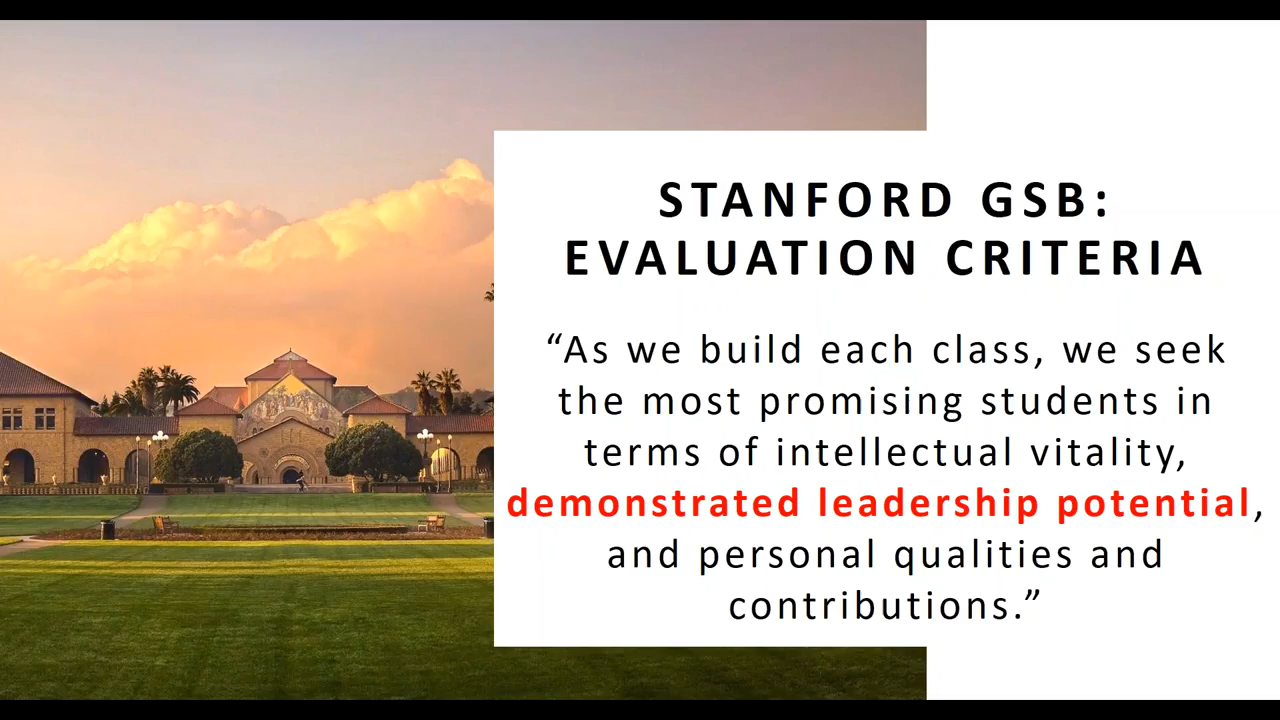 STANFORD GSB:
EVALUATION CRITERIA
“As we build each class, we seek
the most promising students in
terms of intellectual vitality,
demonstrated leadership potential,
and personal qualities and
contributions.”